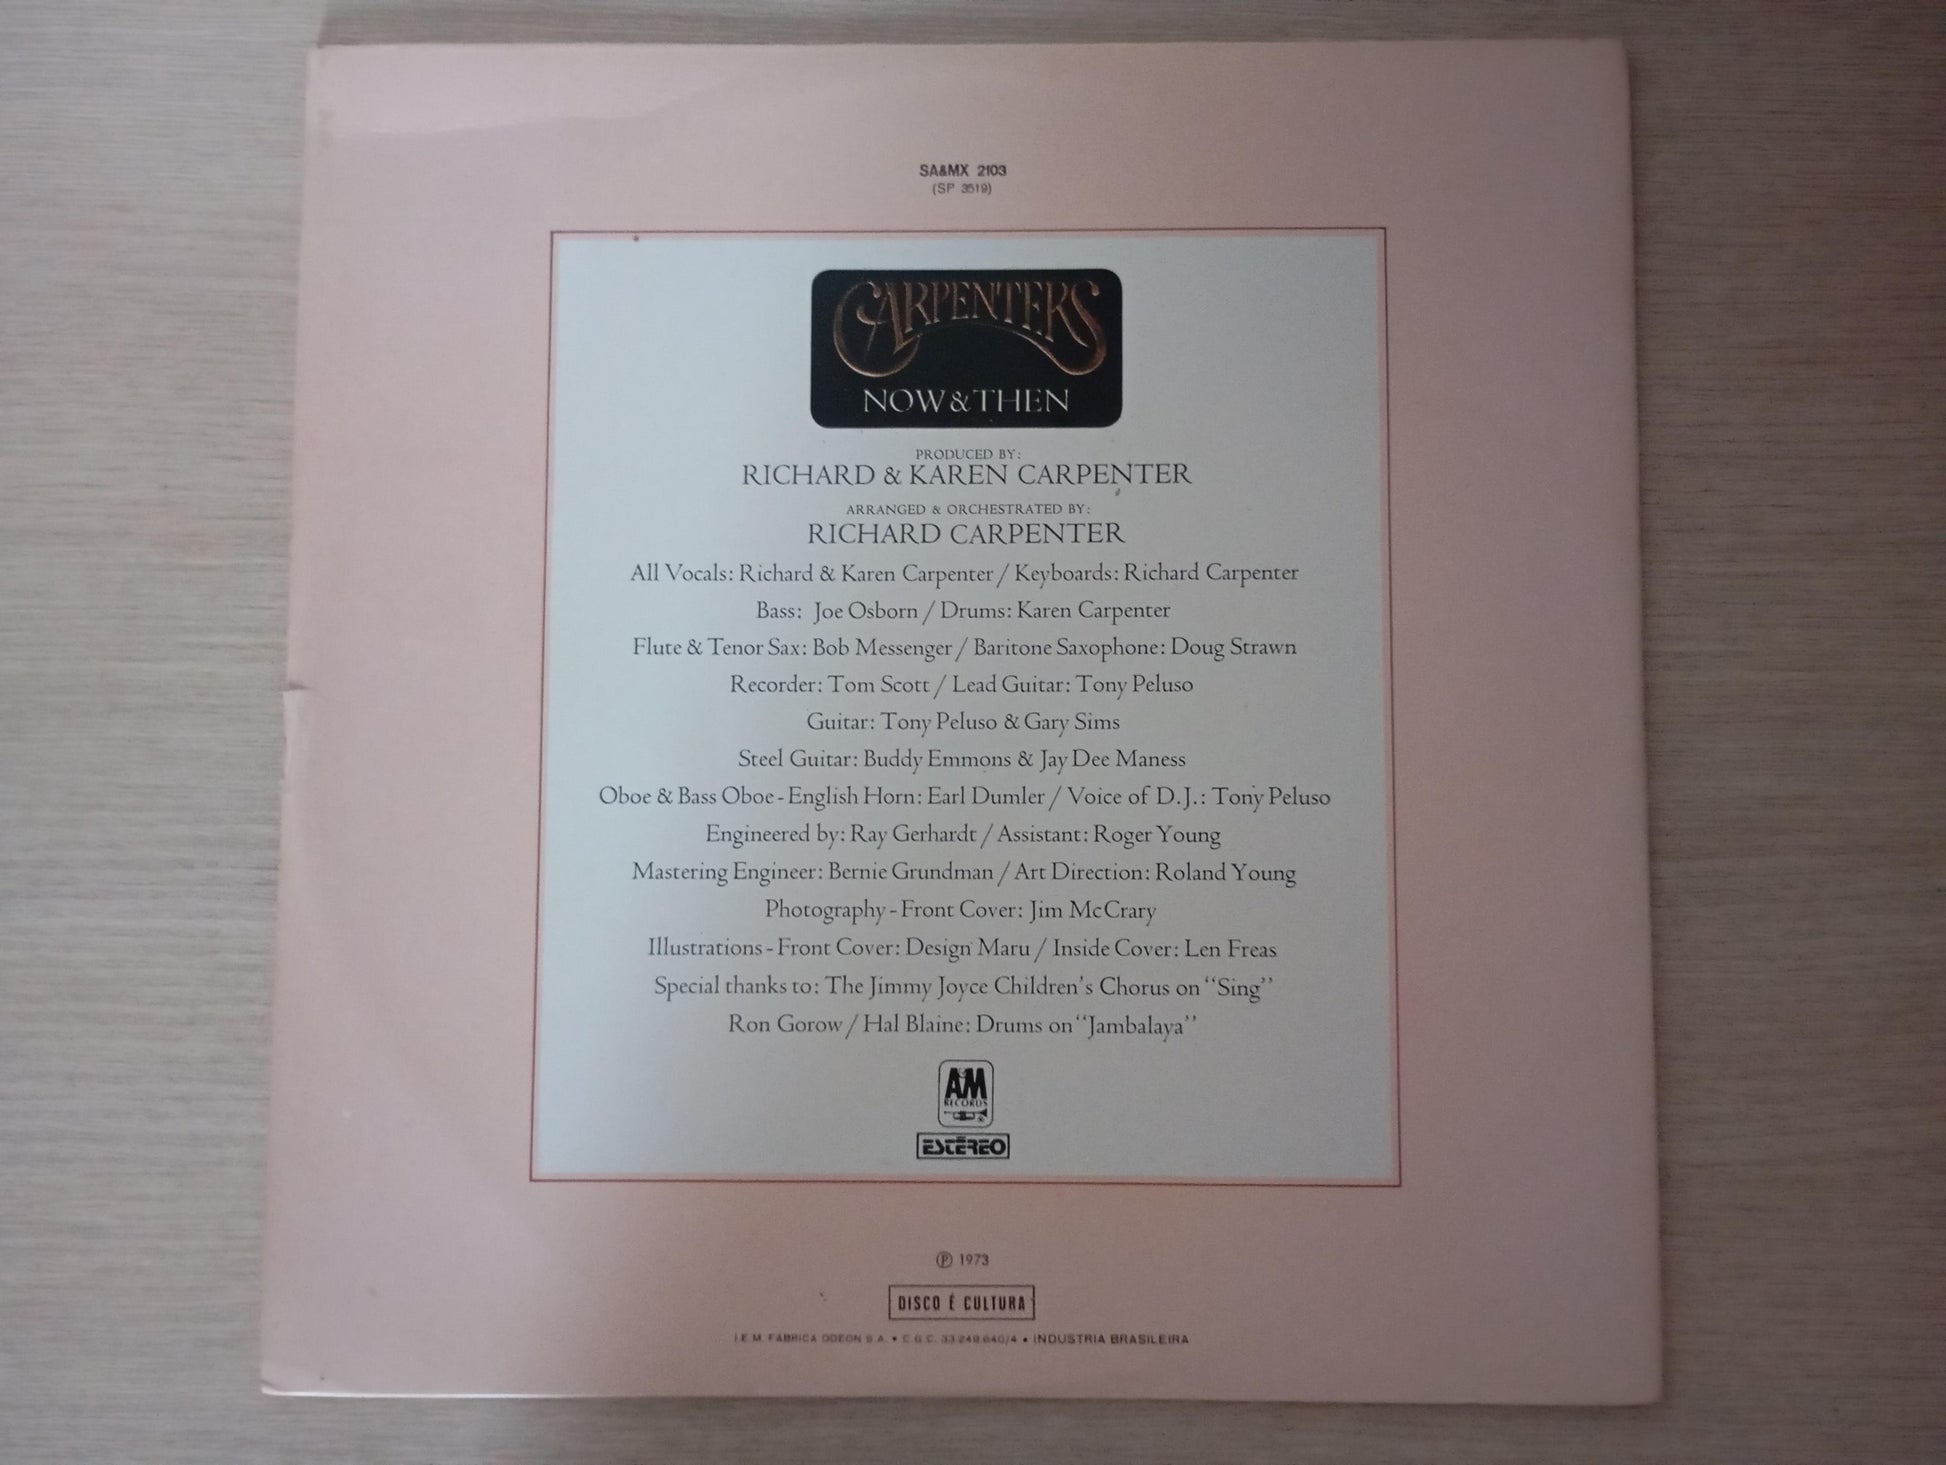 SA&MX 2103
(SP 3519)
CARPENTERS
NOW & THEN
PRODUCED BY:
RICHARD & KAREN CARPENTER
ARRANGED & ORCHESTRATED BY:
RICHARD CARPENTER
All Vocals: Richard & Karen Carpenter / Keyboards: Richard Carpenter
Bass: Joe Osborn / Drums: Karen Carpenter
Flute & Tenor Sax: Bob Messenger / Baritone Saxophone: Doug Strawn
Recorder: Tom Scott / Lead Guitar: Tony Peluso
Guitar: Tony Peluso & Gary Sims
Steel Guitar: Buddy Emmons & Jay Dee Maness
Oboe & Bass Oboe - English Horn: Earl Dumler / Voice of D.J.: Tony Peluso
Engineered by: Ray Gerhardt / Assistant: Roger Young
Mastering Engineer: Bernie Grundman / Art Direction: Roland Young
Photography - Front Cover: Jim McCrary
Illustrations - Front Cover: Design Maru / Inside Cover: Len Freas
Special thanks to: The Jimmy Joyce Children's Chorus on "Sing"
Ron Gorow / Hal Blaine: Drums on "Jambalaya"
A&M
RECORDS
ESTÉREO
℗ 1973
DISCO É CULTURA
I.E.M. FABRICA ODEON S.A. • C.G.C. 33.249.640/4 • INDUSTRIA BRASILEIRA